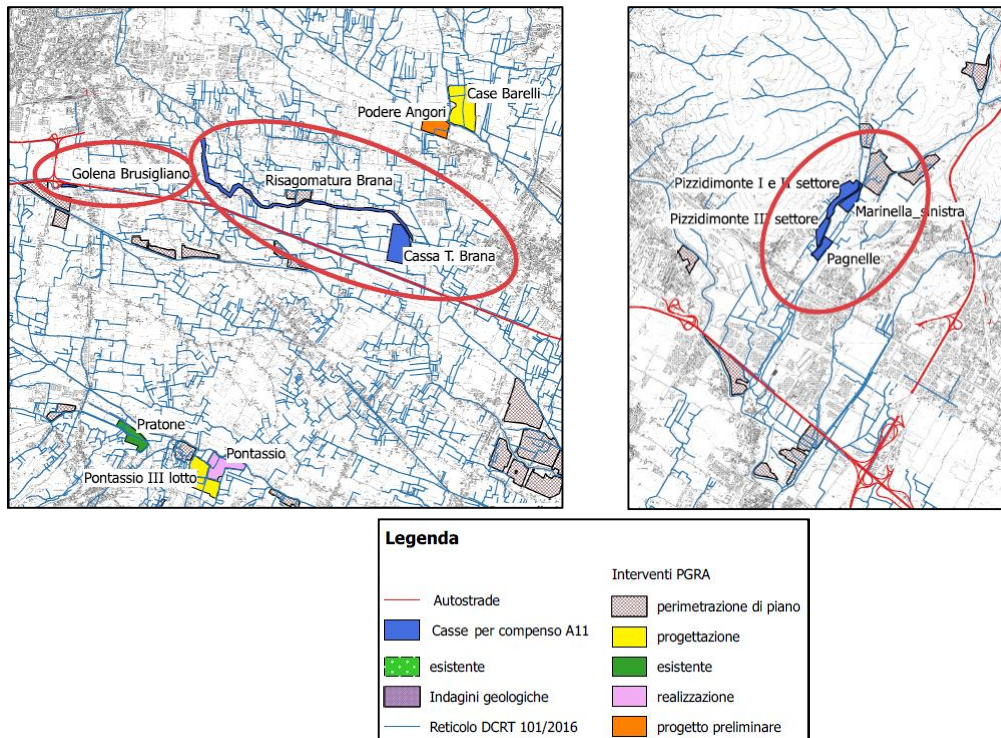 Case Barelli
Podere Angori
Golena Brusigliano
Risagomatura Brana
Cassa T. Brana
Pratone
Pontassio
Pontassio III lotto
Pizzidimonte I e II settore
Marinella_sinistra
Pizzidimonte III settore
Pagnelle
Legenda
Autostrade
Casse per compenso A11
esistente
Indagini geologiche
Reticolo DCRT 101/2016
Interventi PGRA
perimetrazione di piano
progettazione
esistente
realizzazione
progetto preliminare